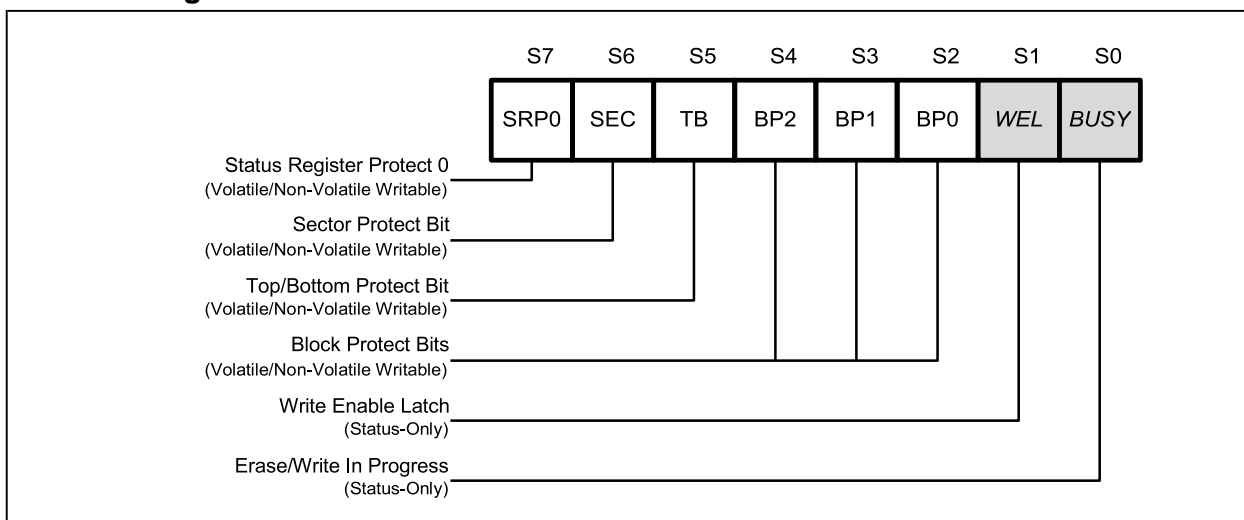 S7 S6 S5 S4 S3 S2 S1 S0
SRP0 SEC TB BP2 BP1 BP0 WEL BUSY
Status Register Protect 0
(Volatile/Non-Volatile Writable)
Sector Protect Bit
(Volatile/Non-Volatile Writable)
Top/Bottom Protect Bit
(Volatile/Non-Volatile Writable)
Block Protect Bits
(Volatile/Non-Volatile Writable)
Write Enable Latch
(Status-Only)
Erase/Write In Progress
(Status-Only)